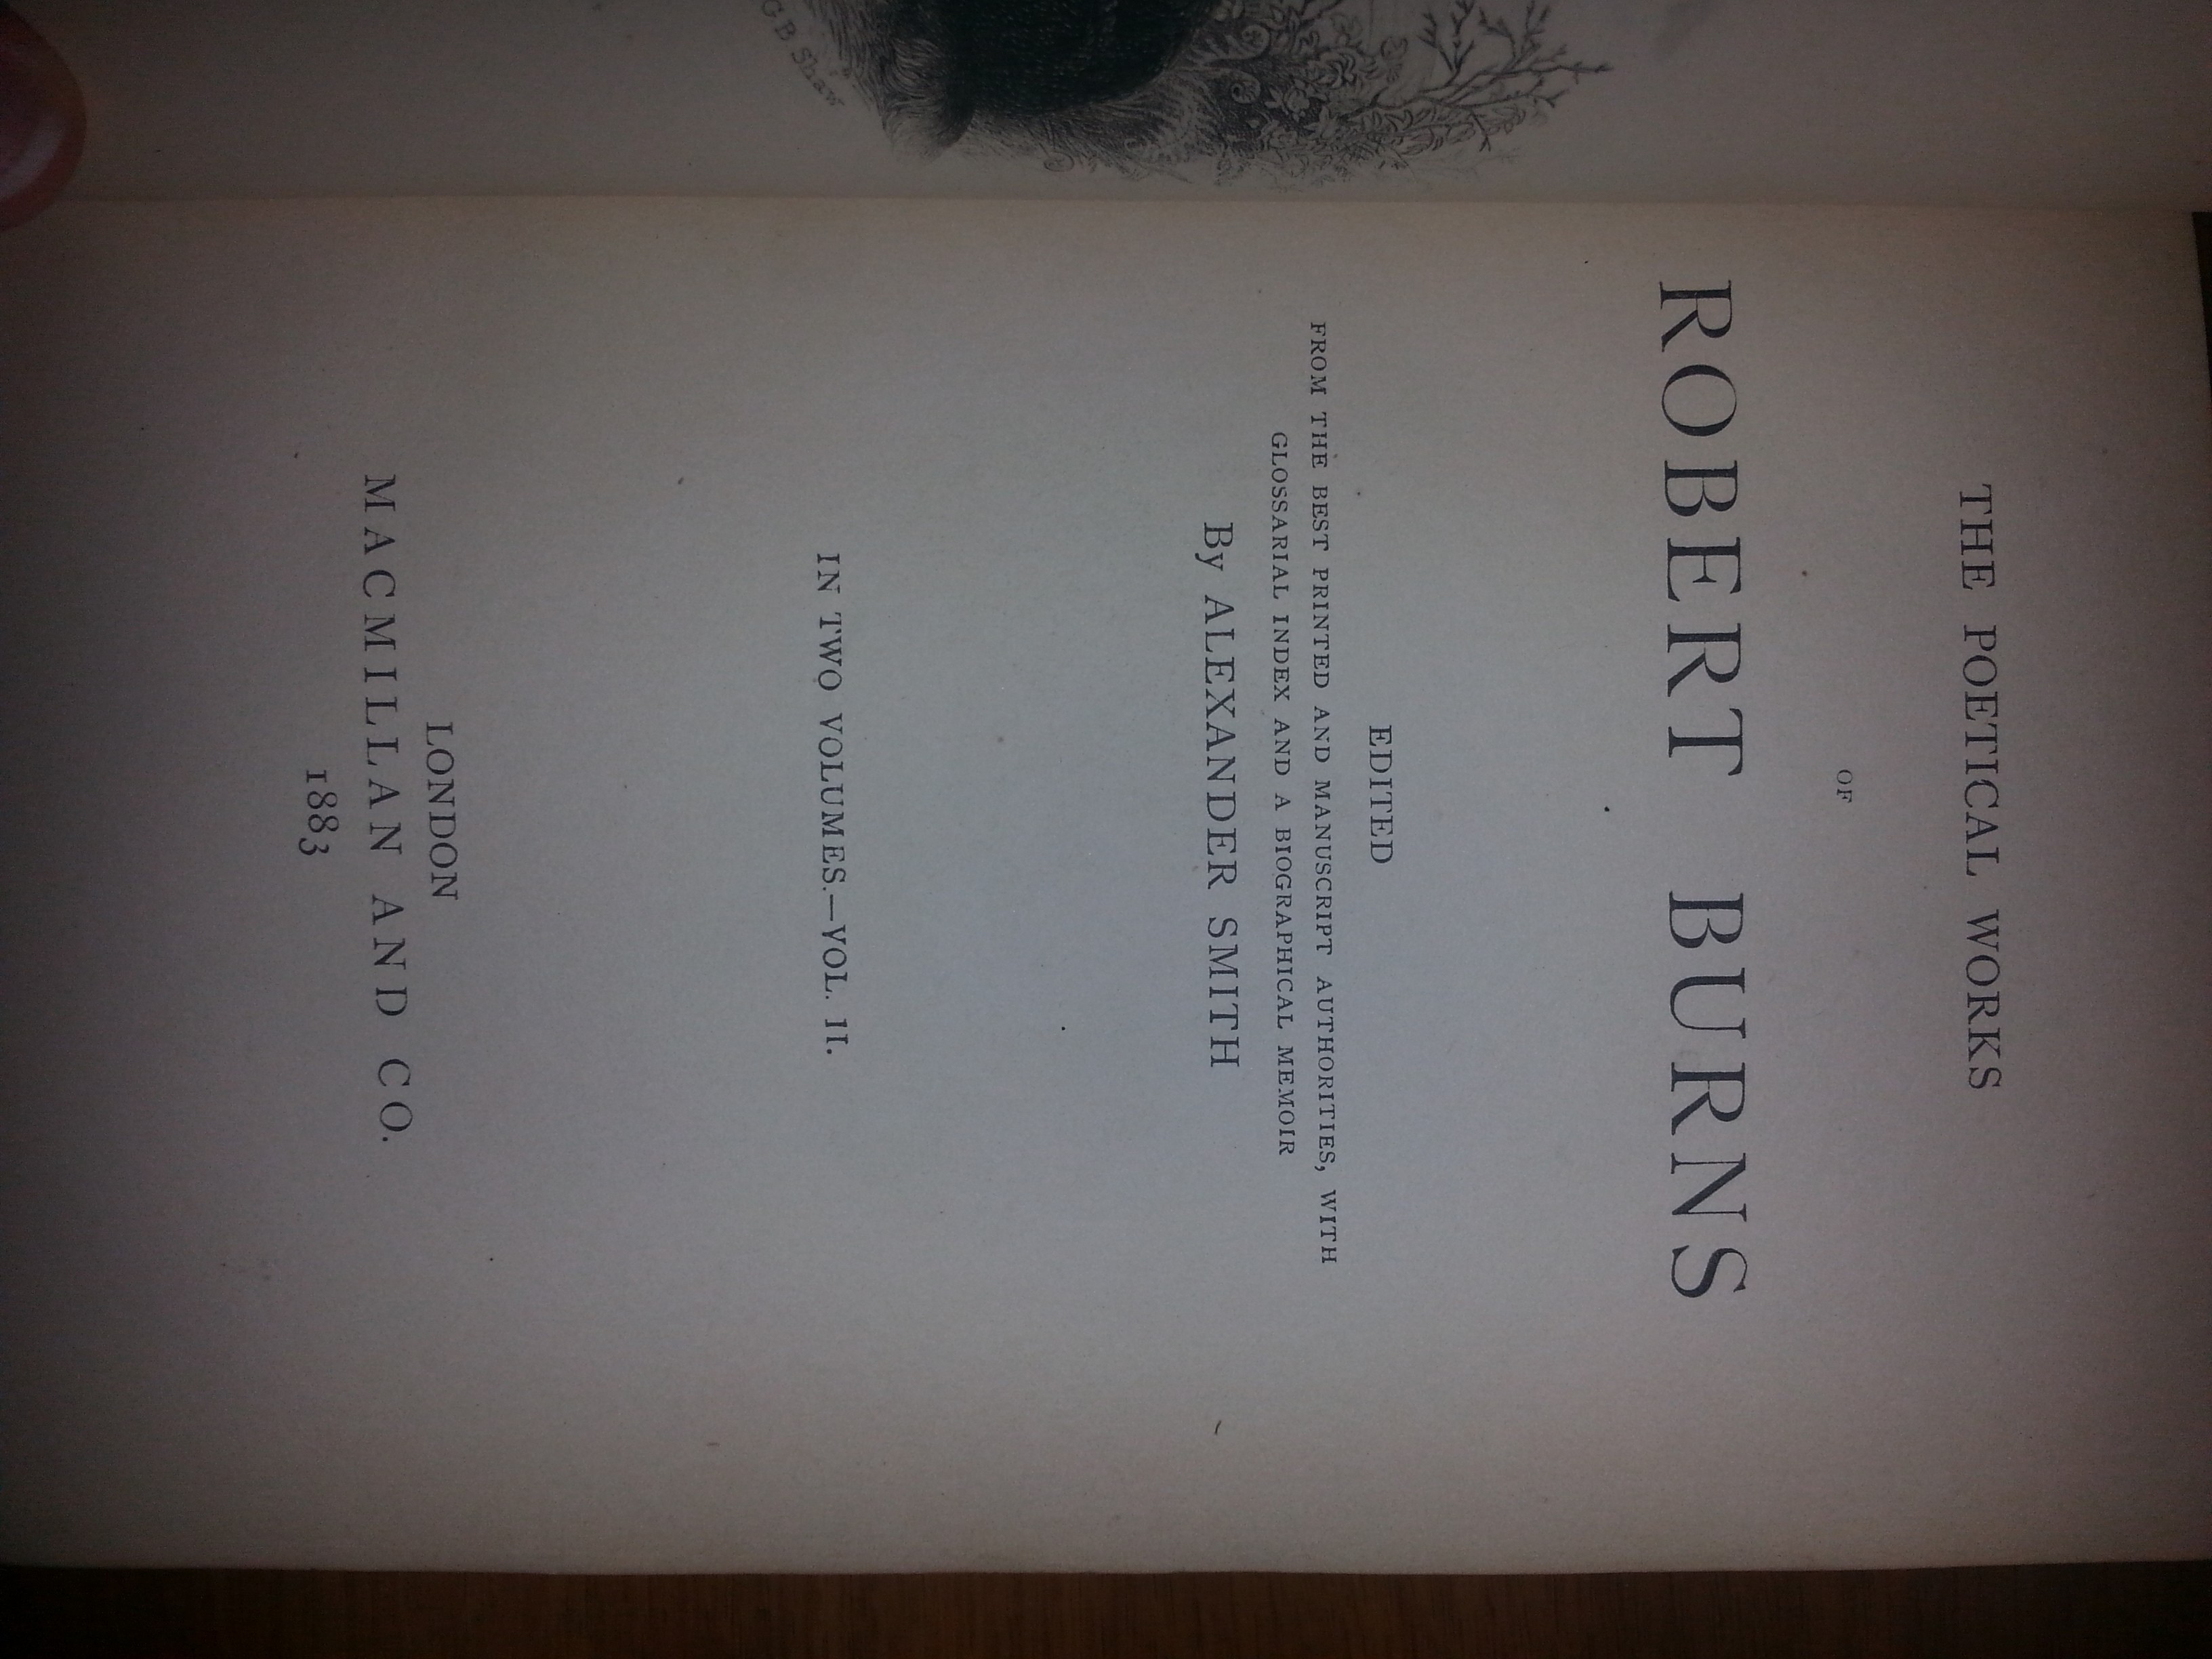 G B Shaw
THE POETICAL WORKS
OF
ROBERT BURNS
EDITED
FROM THE BEST PRINTED AND MANUSCRIPT AUTHORITIES, WITH
GLOSSARIAL INDEX AND A BIOGRAPHICAL MEMOIR
By ALEXANDER SMITH
IN TWO VOLUMES.—VOL. II.
LONDON
MACMILLAN AND CO.
1883